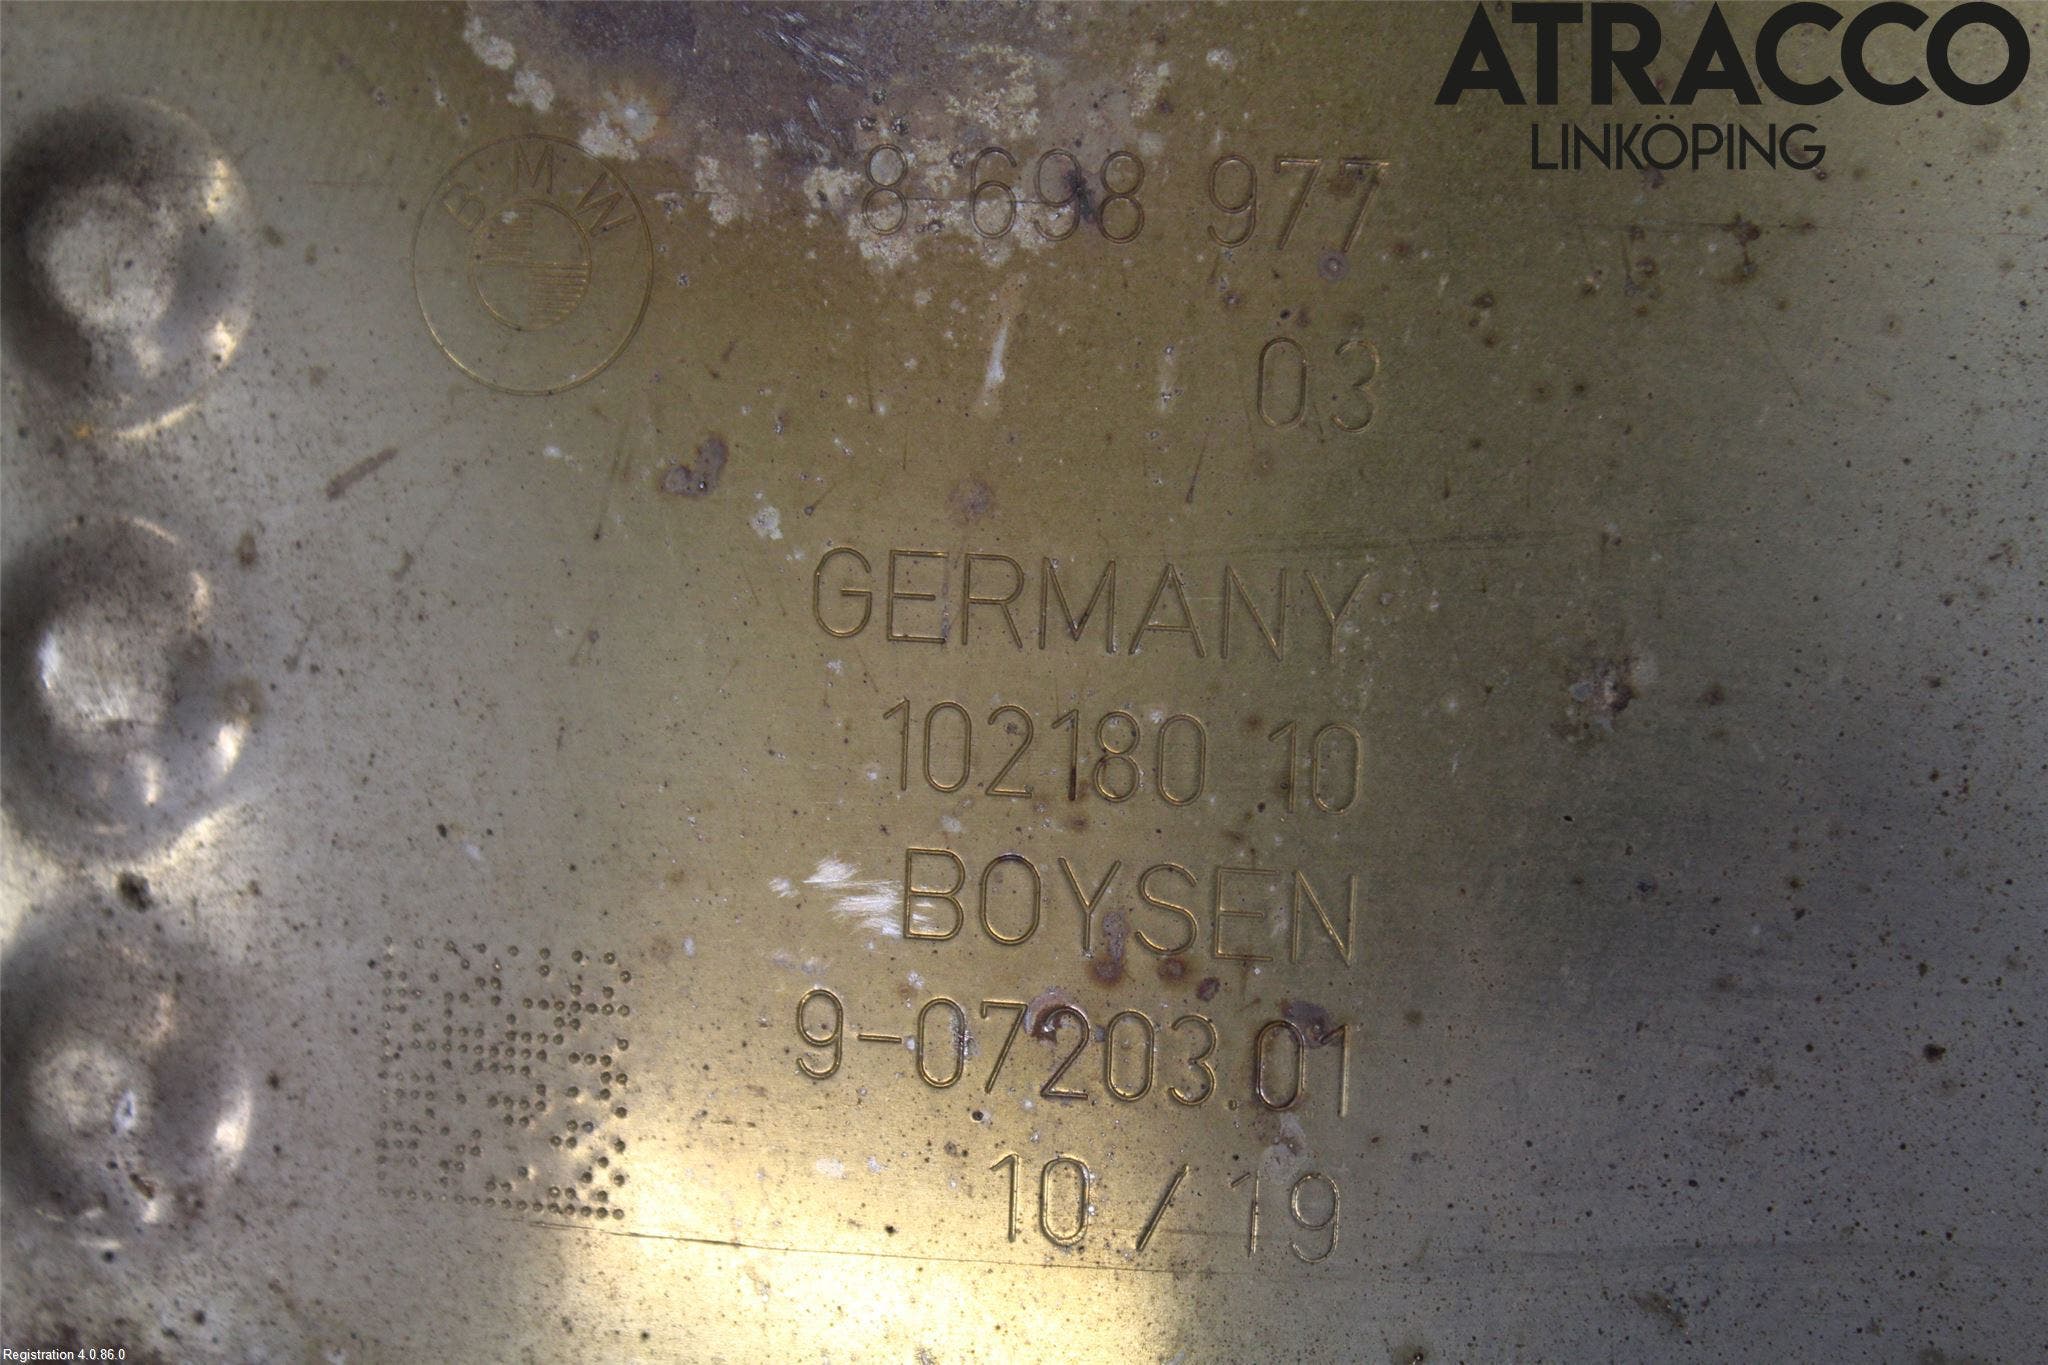 ATRACCO
LINKÖPING
BMW
8 698 977
03
GERMANY
102180 10
BOYSEN
9-07203.01
10 / 19
Registration 4.0.86.0